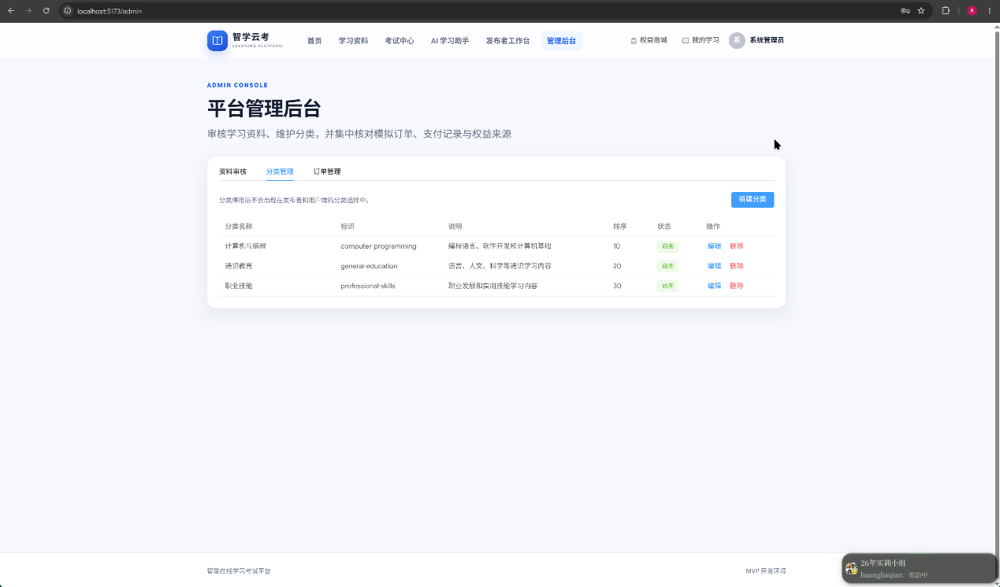 localhost:5173/admin
R
智学云考
LEARNING PLATFORM
首页 学习资料 考试中心 AI 学习助手 发布者工作台 管理后台 权益商城 我的学习 系 系统管理员
ADMIN CONSOLE
平台管理后台
审核学习资料、维护分类，并集中核对模拟订单、支付记录与权益来源
资料审核 分类管理 订单管理
分类停用后不会出现在发布者和用户端的分类选择中。 新建分类
分类名称 标识 说明 排序 状态 操作
计算机与编程 computer-programming 编程语言、软件开发和计算机基础 10 启用 编辑 删除
通识教育 general-education 语言、人文、科学等通识学习内容 20 启用 编辑 删除
职业技能 professional-skills 职业发展和实用技能学习内容 30 启用 编辑 删除
智能在线学习考试平台 MVP 开发环境
26年实训小组
huangbaqian：贺治中